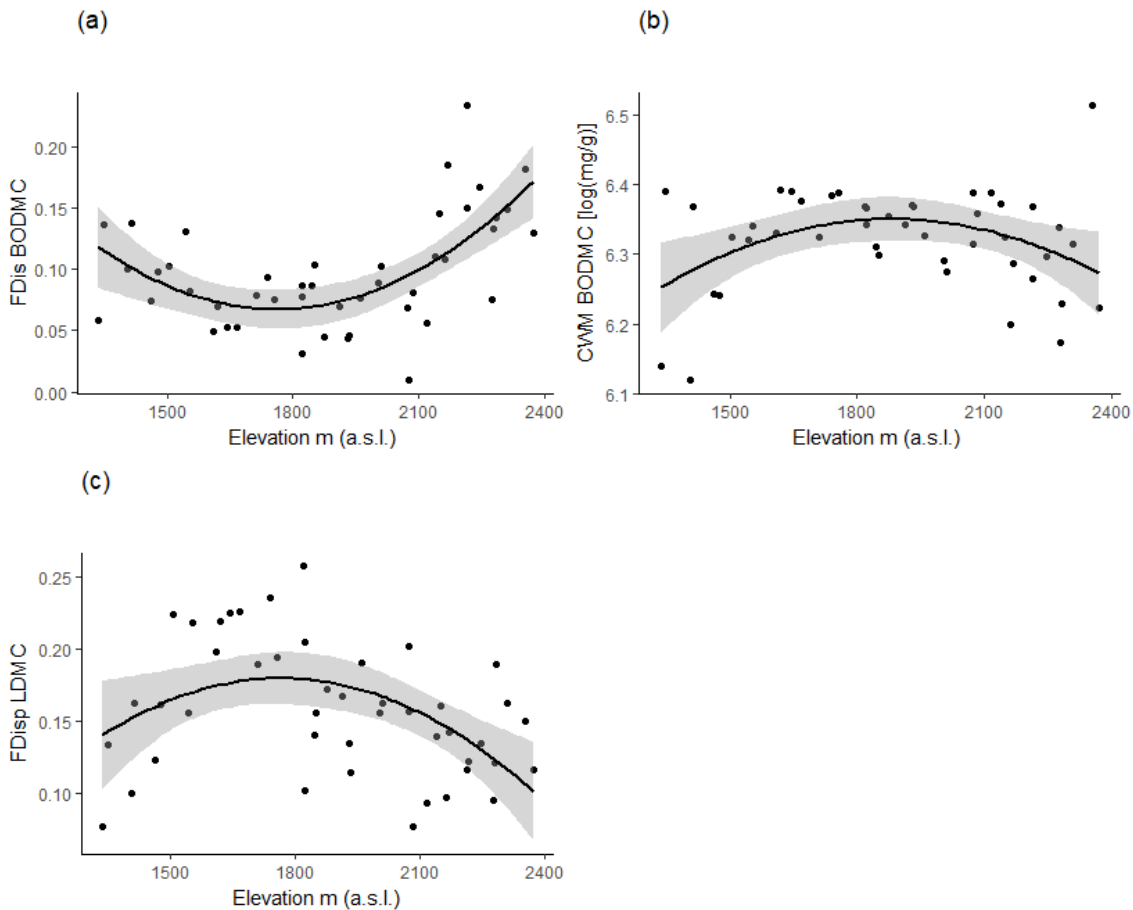 (a)
0.20
0.15
0.10
0.05
0.00
FDis BODMC
1500 1800 2100 2400
Elevation m (a.s.l.)
(b)
6.5
6.4
6.3
6.2
6.1
CWM BODMC [log(mg/g)]
1500 1800 2100 2400
Elevation m (a.s.l.)
(c)
0.25
0.20
0.15
0.10
FDisp LDMC
1500 1800 2100 2400
Elevation m (a.s.l.)